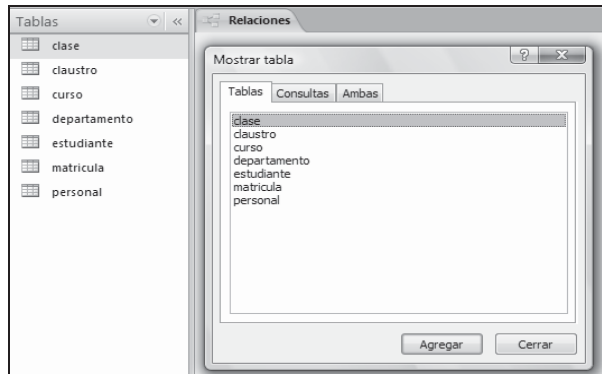 Tablas
«
clase
claustro
curso
departamento
estudiante
matricula
personal
Relaciones
Mostrar tabla
?
Tablas Consultas Ambas
clase
claustro
curso
departamento
estudiante
matricula
personal
Agregar Cerrar